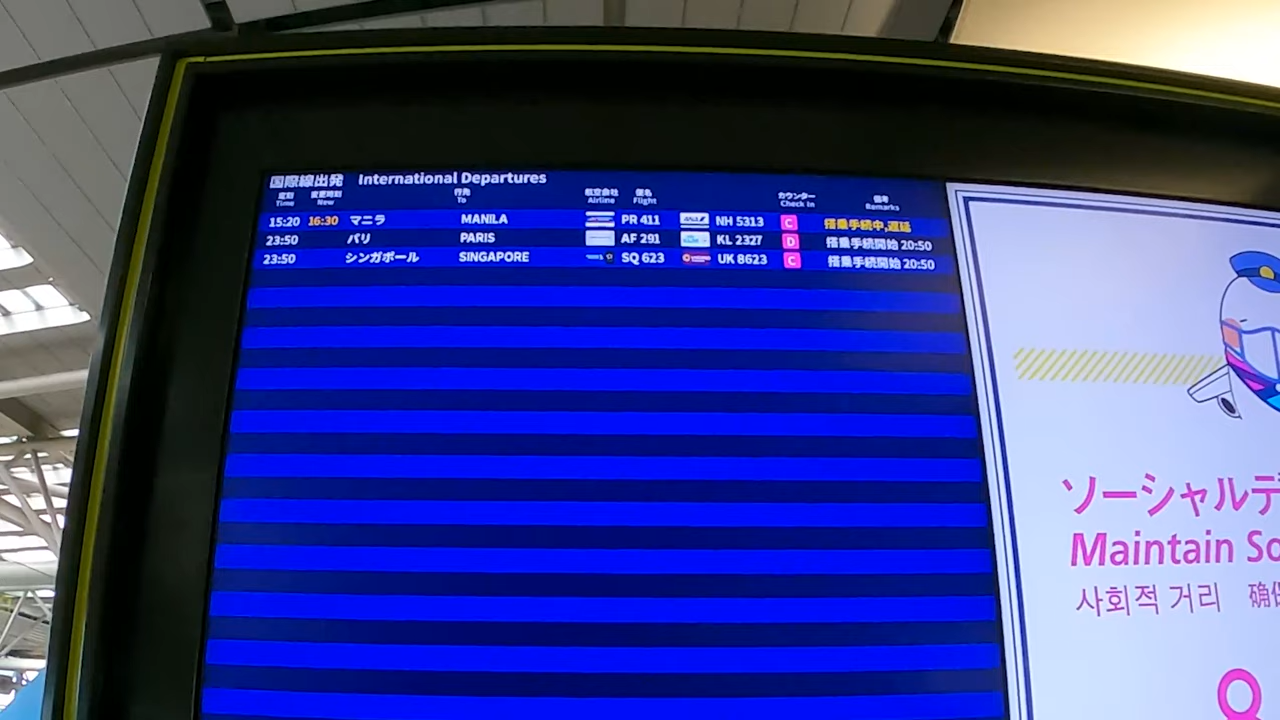 国際線出発 International Departures
定刻 変更時刻 行先 航空会社 便名 カウンター 備考
Time New To Airline Flight Check In Remarks
15:20 16:30 マニラ MANILA PR 411 ANA NH 5313 C 搭乗手続中,遅延
23:50 パリ PARIS AF 291 KLM KL 2327 D 搭乗手続開始 20:50
23:50 シンガポール SINGAPORE SQ 623 UK 8623 C 搭乗手続開始 20:50
ソーシャルデ
Maintain So
사회적 거리 确保